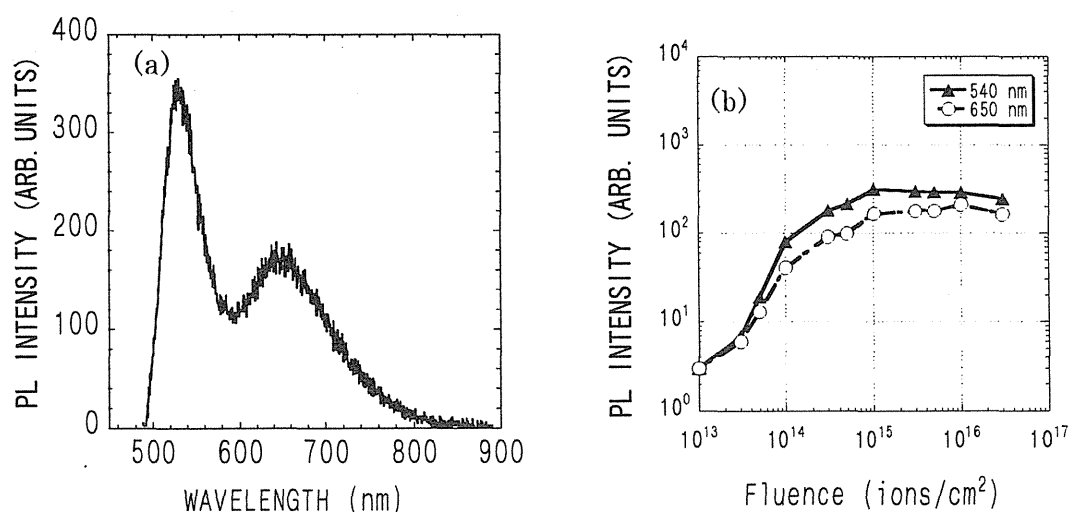 (a)
PL INTENSITY (ARB. UNITS)
400
300
200
100
0
500 600 700 800 900
WAVELENGTH (nm)
(b)
PL INTENSITY (ARB. UNITS)
10⁴
10³
10²
10¹
10⁰
540 nm
650 nm
10¹³ 10¹⁴ 10¹⁵ 10¹⁶ 10¹⁷
Fluence (ions/cm²)